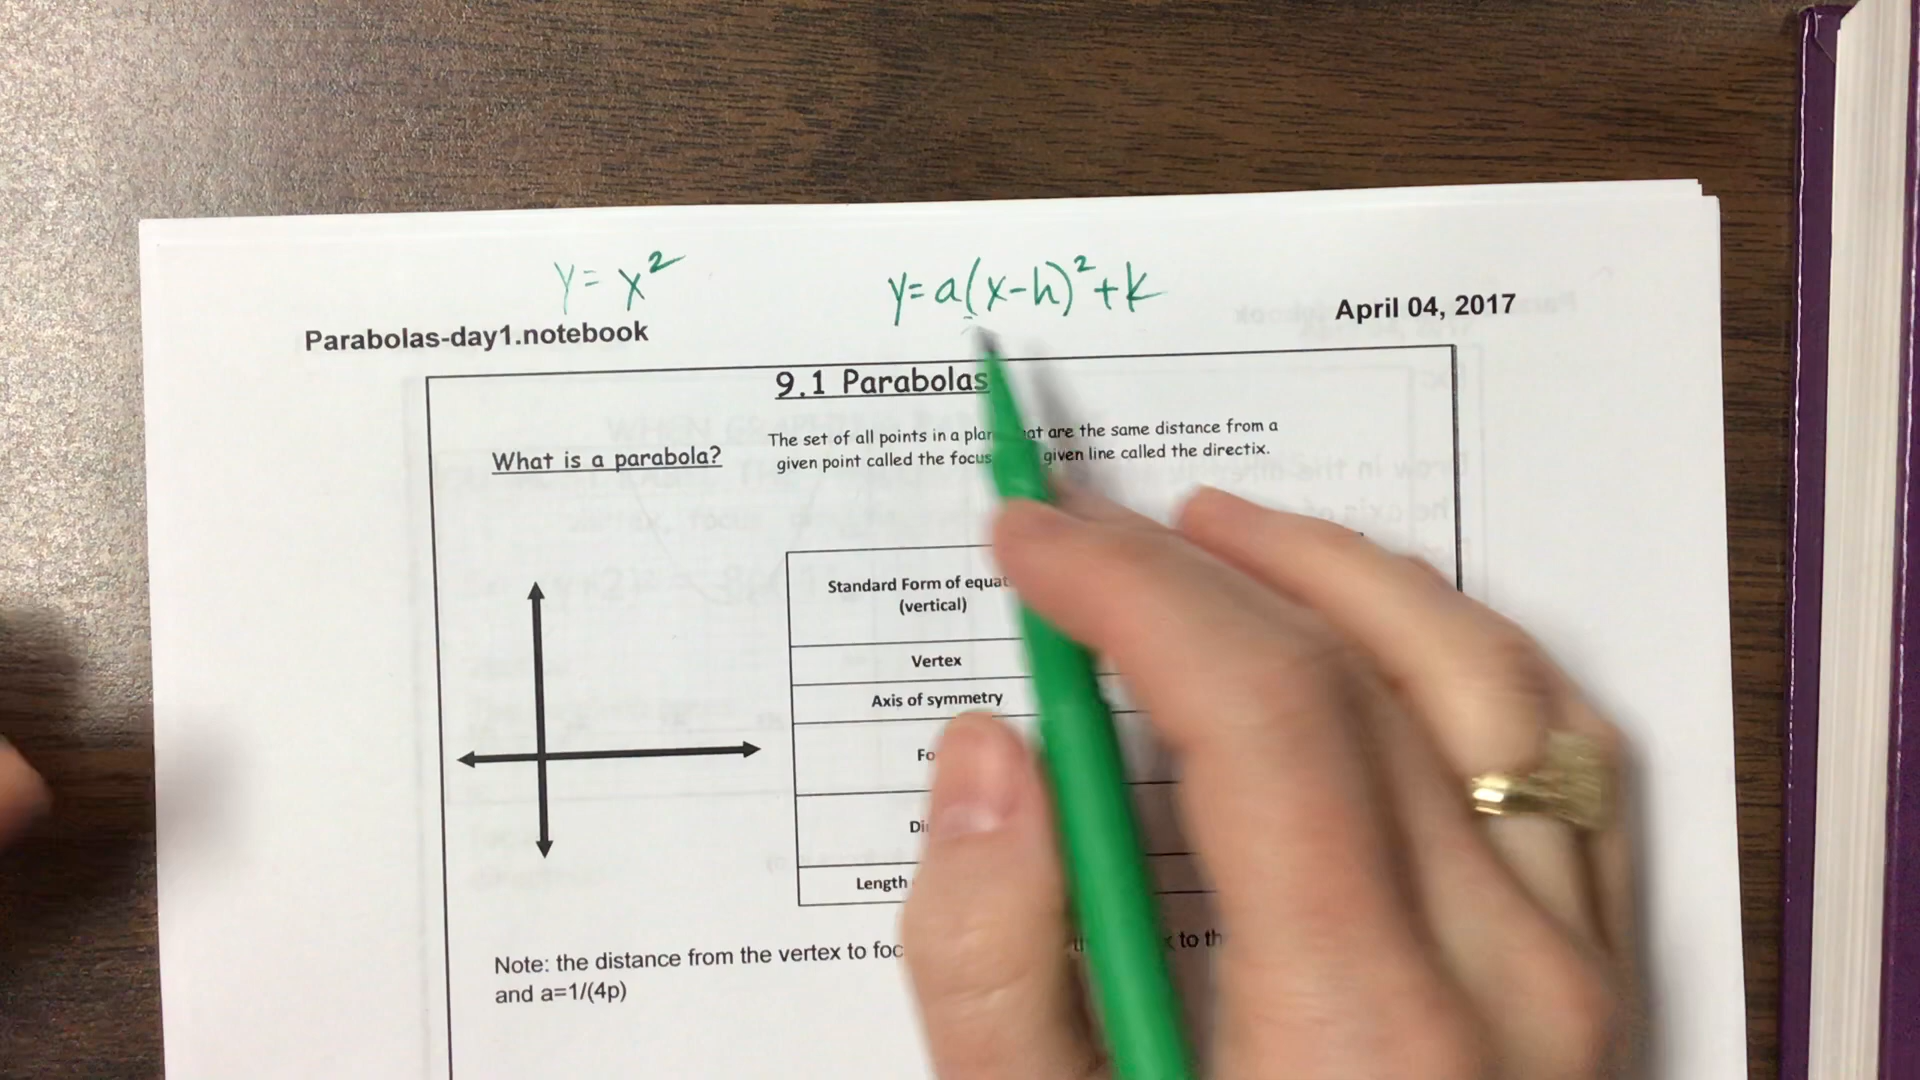 y = x² y=a(x-h)²+k
Parabolas-day1.notebook April 04, 2017
9.1 Parabolas
What is a parabola?
The set of all points in a plan at are the same distance from a
given point called the focus given line called the directix.
Standard Form of equat
(vertical)
Vertex
Axis of symmetry
Fo
Di
Length
Note: the distance from the vertex to foc to th
and a=1/(4p)